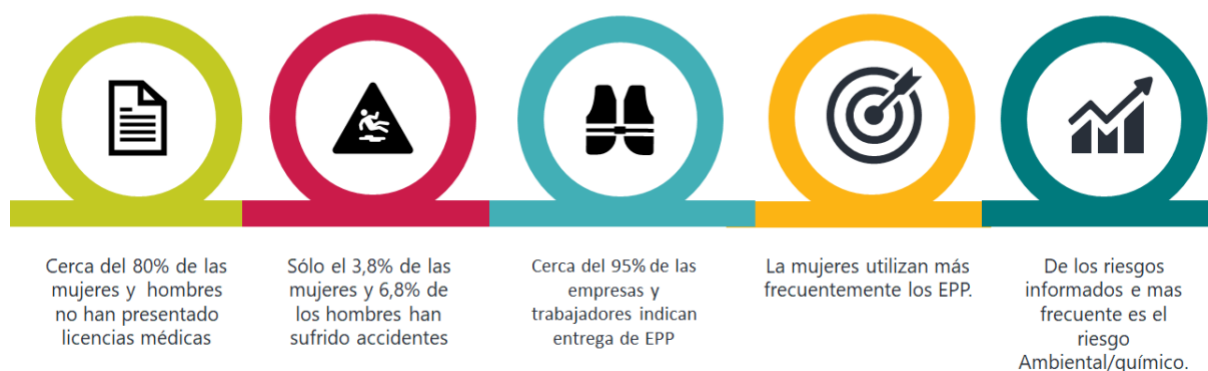 Cerca del 80% de las
mujeres y hombres
no han presentado
licencias médicas
Sólo el 3,8% de las
mujeres y 6,8% de
los hombres han
sufrido accidentes
Cerca del 95% de las
empresas y
trabajadores indican
entrega de EPP
La mujeres utilizan más
frecuentemente los EPP.
De los riesgos
informados e mas
frecuente es el
riesgo
Ambiental/químico.